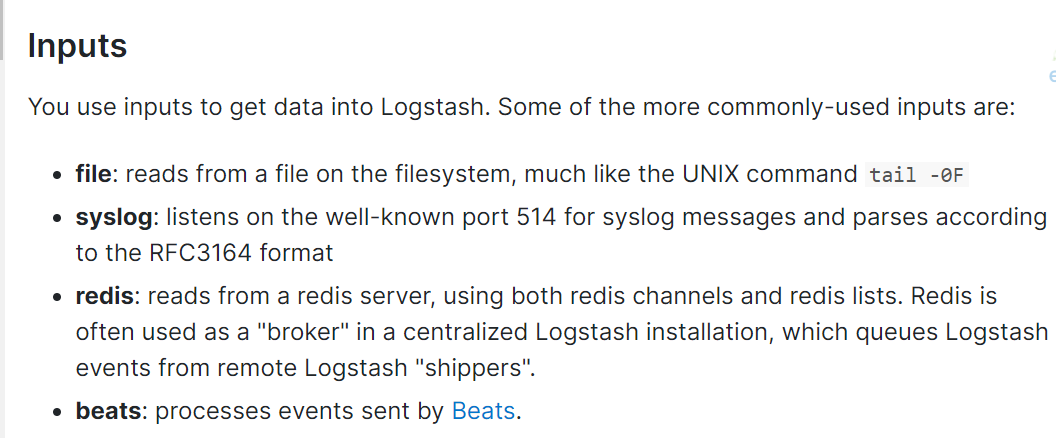 Inputs
You use inputs to get data into Logstash. Some of the more commonly-used inputs are:
• file: reads from a file on the filesystem, much like the UNIX command tail -0F
• syslog: listens on the well-known port 514 for syslog messages and parses according
to the RFC3164 format
• redis: reads from a redis server, using both redis channels and redis lists. Redis is
often used as a "broker" in a centralized Logstash installation, which queues Logstash
events from remote Logstash "shippers".
• beats: processes events sent by Beats.